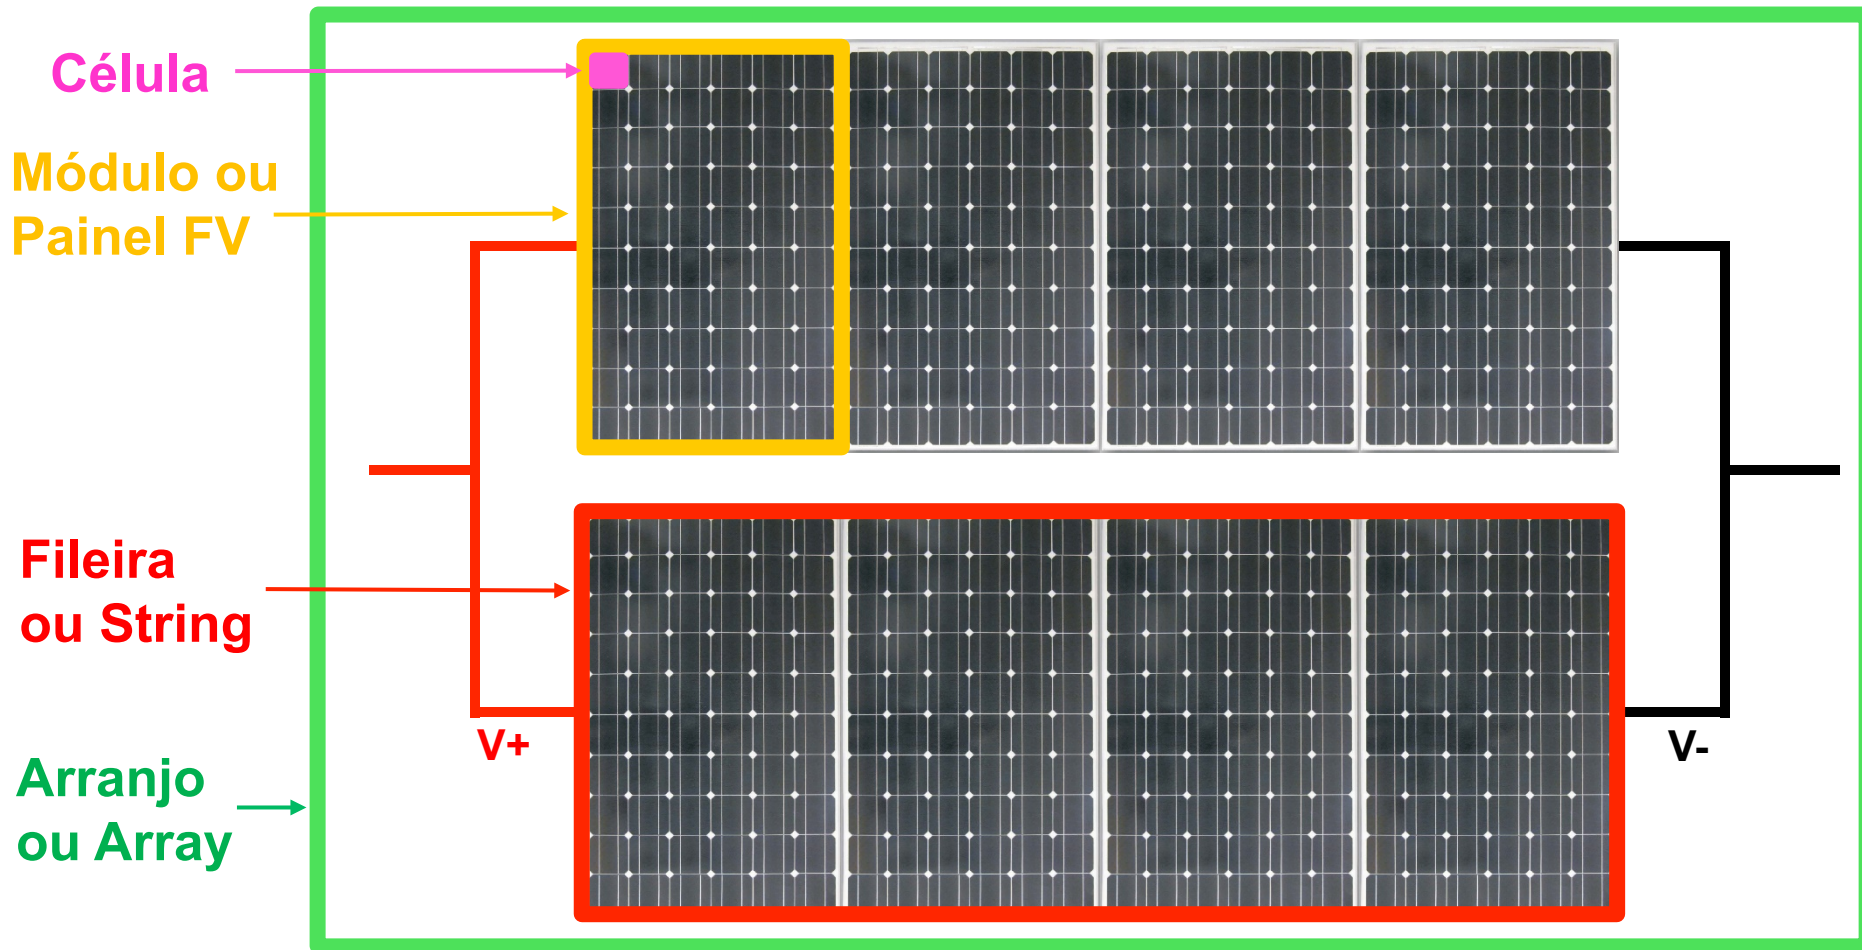 Célula
Módulo ou
Painel FV
Fileira
ou String
V+
V-
Arranjo
ou Array